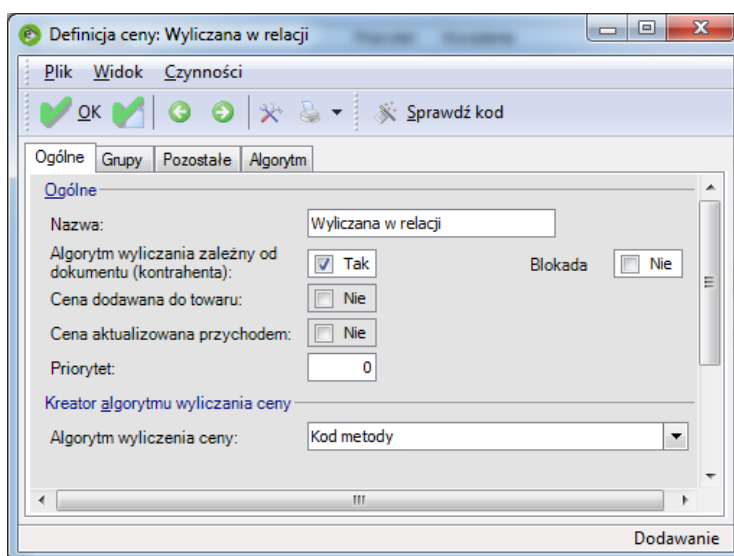 Definicja ceny: Wyliczana w relacji
Plik Widok Czynności
OK Sprawdź kod
Ogólne Grupy Pozostałe Algorytm
Ogólne
Nazwa: Wyliczana w relacji
Algorytm wyliczania zależny od
dokumentu (kontrahenta): Tak Blokada Nie
Cena dodawana do towaru: Nie
Cena aktualizowana przychodem: Nie
Priorytet: 0
Kreator algorytmu wyliczania ceny
Algorytm wyliczenia ceny: Kod metody
Dodawanie